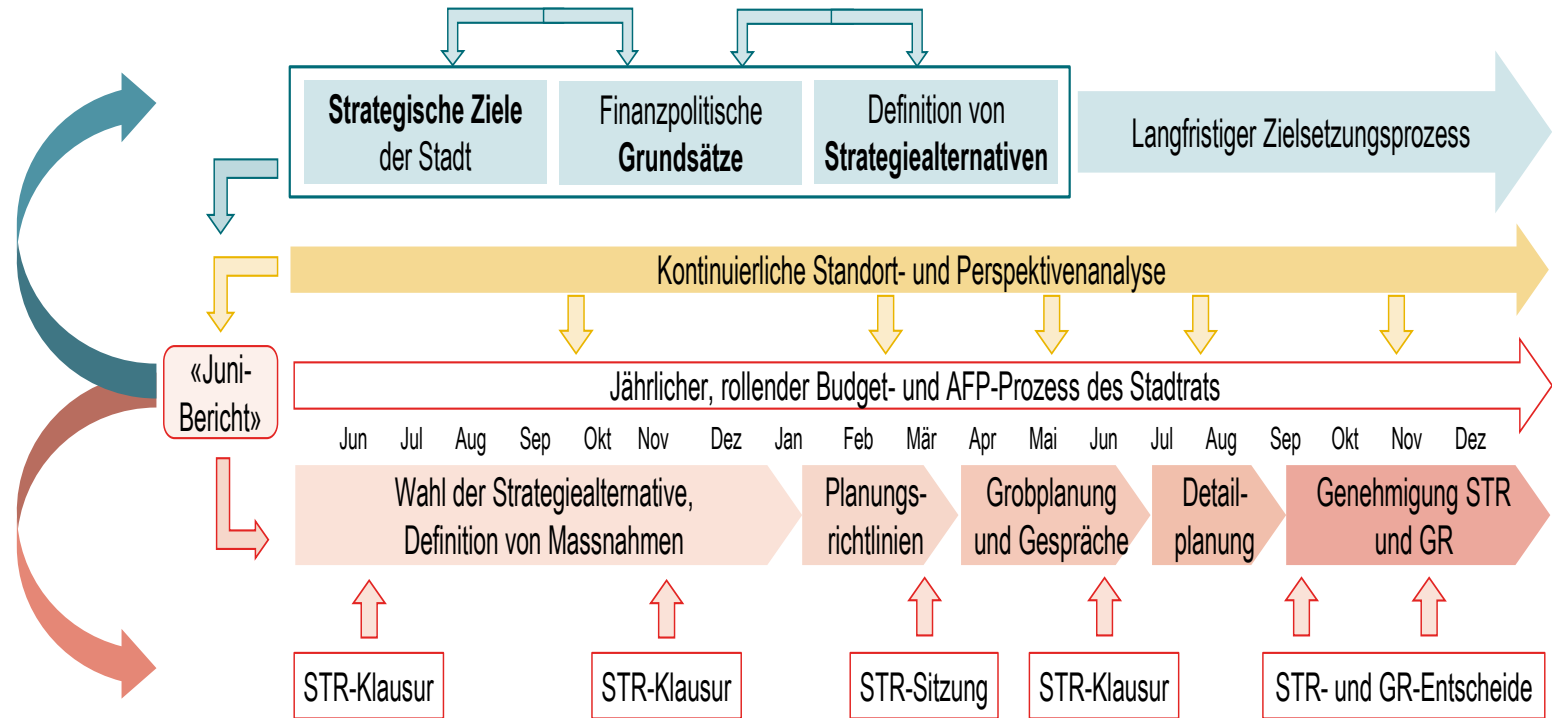 Strategische Ziele
der Stadt
Finanzpolitische
Grundsätze
Definition von
Strategiealternativen
Langfristiger Zielsetzungsprozess
Kontinuierliche Standort- und Perspektivenanalyse
«Juni-
Bericht»
Jährlicher, rollender Budget- und AFP-Prozess des Stadtrats
Jun Jul Aug Sep Okt Nov Dez Jan Feb Mär Apr Mai Jun Jul Aug Sep Okt Nov Dez
Wahl der Strategiealternative,
Definition von Massnahmen
Planungs-
richtlinien
Grobplanung
und Gespräche
Detail-
planung
Genehmigung STR
und GR
STR-Klausur
STR-Klausur
STR-Sitzung
STR-Klausur
STR- und GR-Entscheide